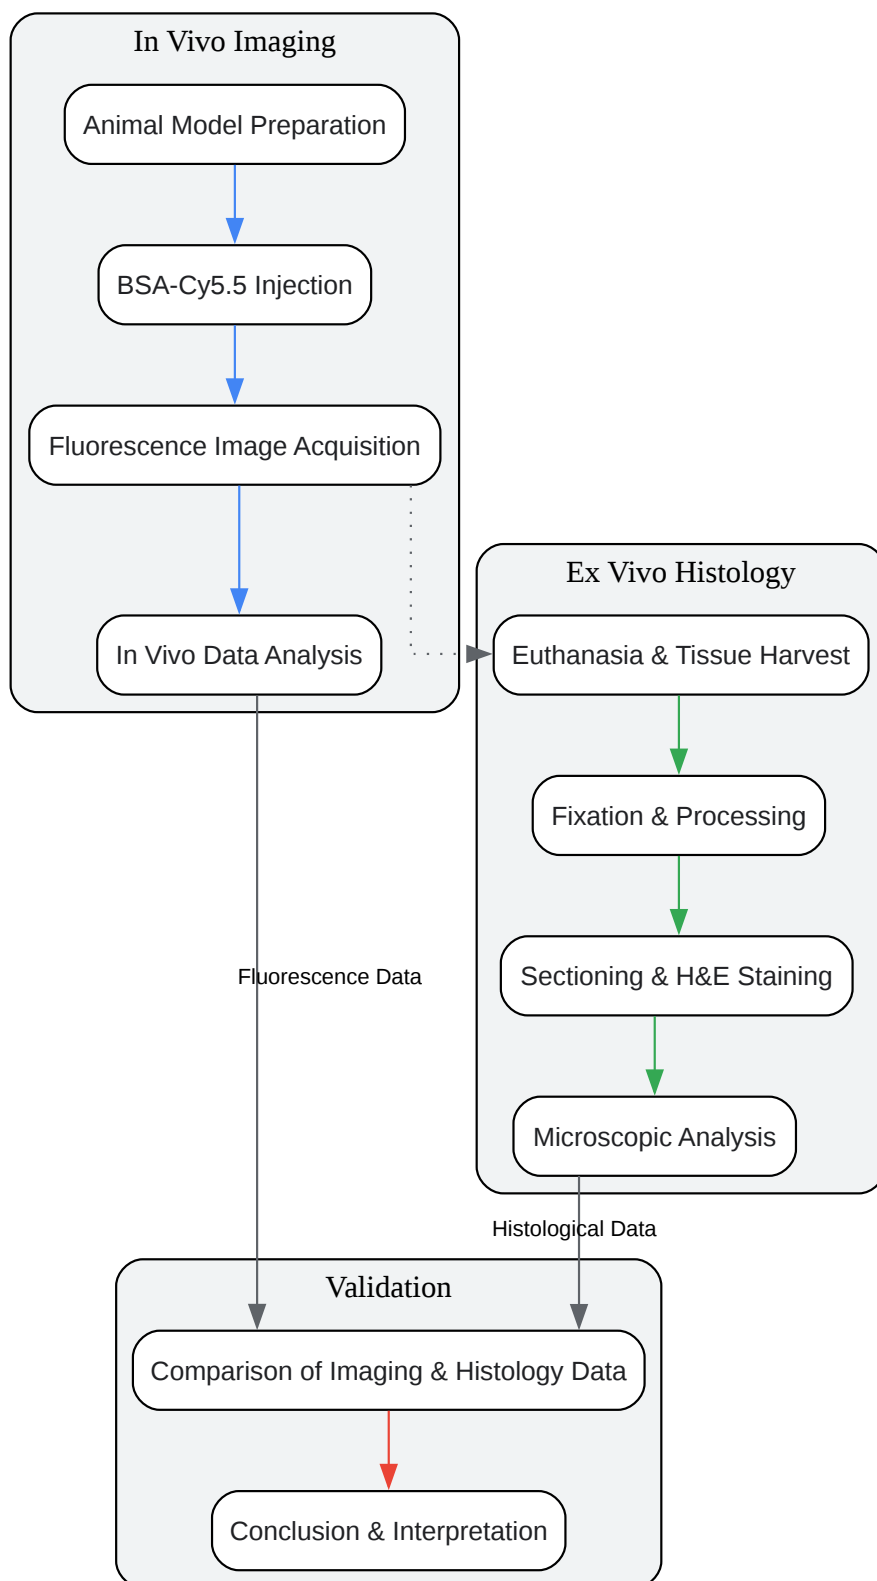 In Vivo Imaging
Animal Model Preparation
BSA-Cy5.5 Injection
Fluorescence Image Acquisition
In Vivo Data Analysis
Ex Vivo Histology
Euthanasia & Tissue Harvest
Fixation & Processing
Sectioning & H&E Staining
Microscopic Analysis
Fluorescence Data
Histological Data
Validation
Comparison of Imaging & Histology Data
Conclusion & Interpretation